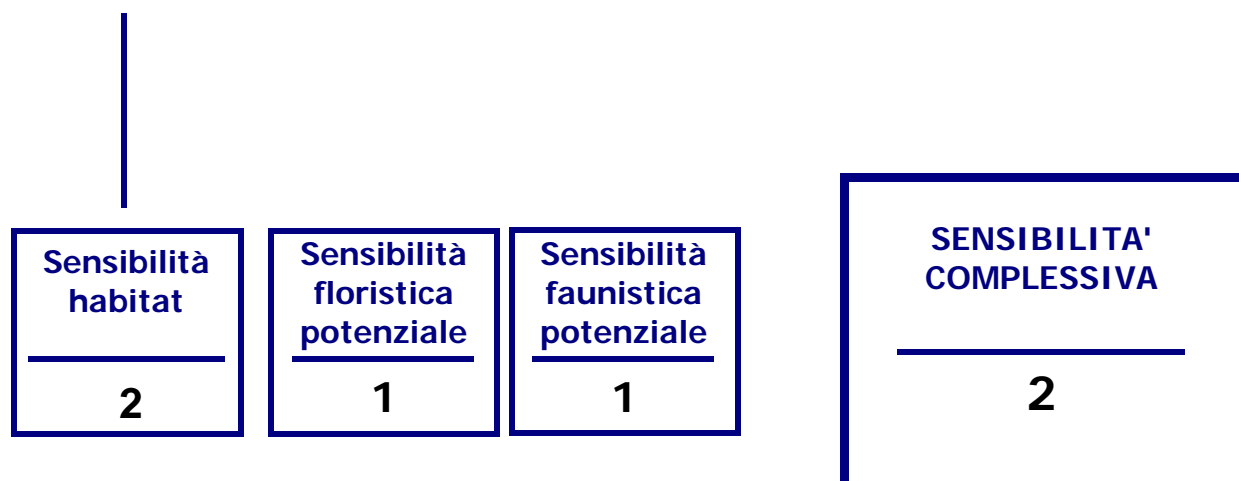 Sensibilità
habitat
2
Sensibilità
floristica
potenziale
1
Sensibilità
faunistica
potenziale
1
SENSIBILITA'
COMPLESSIVA
2